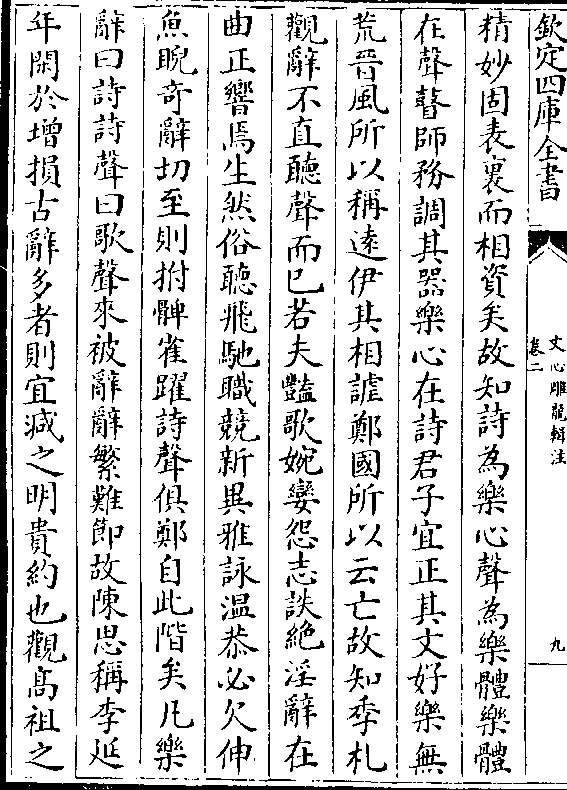 欽定四庫全書
文心雕龍輯注
卷二
九
精妙固表裏而相資矣故知詩為樂心聲為樂體樂體
在聲瞽師務調其器樂心在詩君子宜正其文好樂無
荒晉風所以稱逺伊其相謔鄭國所以云亡故知季札
觀辭不直聽聲而已若夫豔歌婉孌怨志詄絶淫辭在
曲正響焉生然俗聽飛馳職競新異雅詠温恭必欠伸
魚睨奇辭切至則拊髀雀躍詩聲俱鄭自此階矣凡樂
辭曰詩詩聲曰歌聲來被辭辭繁難節故陳思稱李延
年閑於增損古辭多者則宜減之明貴約也觀髙祖之